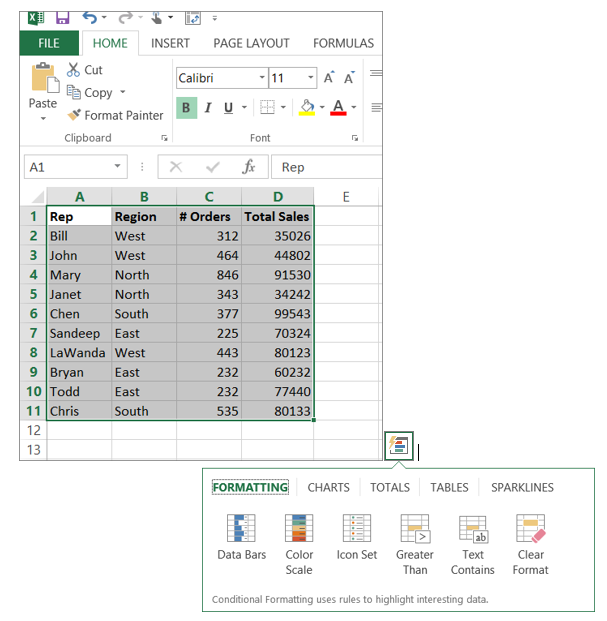 FILE HOME INSERT PAGE LAYOUT FORMULAS
Cut
Copy
Paste
Format Painter
Clipboard
Calibri 11 A A
B I U A
Font
A1 fx Rep
A B C D E
1 Rep Region # Orders Total Sales
2 Bill West 312 35026
3 John West 464 44802
4 Mary North 846 91530
5 Janet North 343 34242
6 Chen South 377 99543
7 Sandeep East 225 70324
8 LaWanda West 443 80123
9 Bryan East 232 60232
10 Todd East 232 77440
11 Chris South 535 80133
12
13
FORMATTING CHARTS TOTALS TABLES SPARKLINES
ab
Data Bars Color Icon Set Greater Text Clear
Scale Than Contains Format
Conditional Formatting uses rules to highlight interesting data.